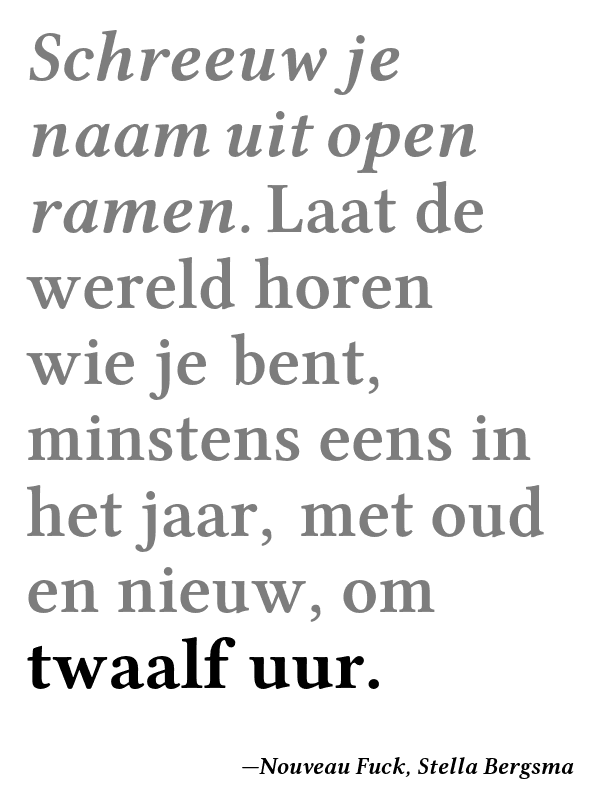 Schreeuw je
naam uit open
ramen. Laat de
wereld horen
wie je bent,
minstens eens in
het jaar, met oud
en nieuw, om
twaalf uur.
—Nouveau Fuck, Stella Bergsma